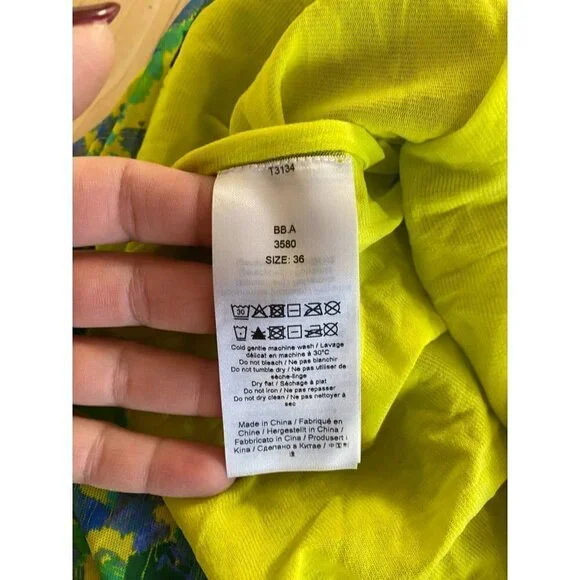 T3134
BB.A
3580
SIZE: 36
30
Cold gentle machine wash / Lavage
délicat en machine à 30°C
Do not bleach / Ne pas blanchir
Do not tumble dry / Ne pas utiliser de
sèche-linge
Dry flat / Séchage à plat
Do not iron / Ne pas repasser
Do not dry clean / Ne pas nettoyer à
sec
Made in China / Fabriqué en
Chine / Hergestellt in China /
Fabbricato in Cina / Produsert i
Kina / Сделано в Китае / 中国制
造